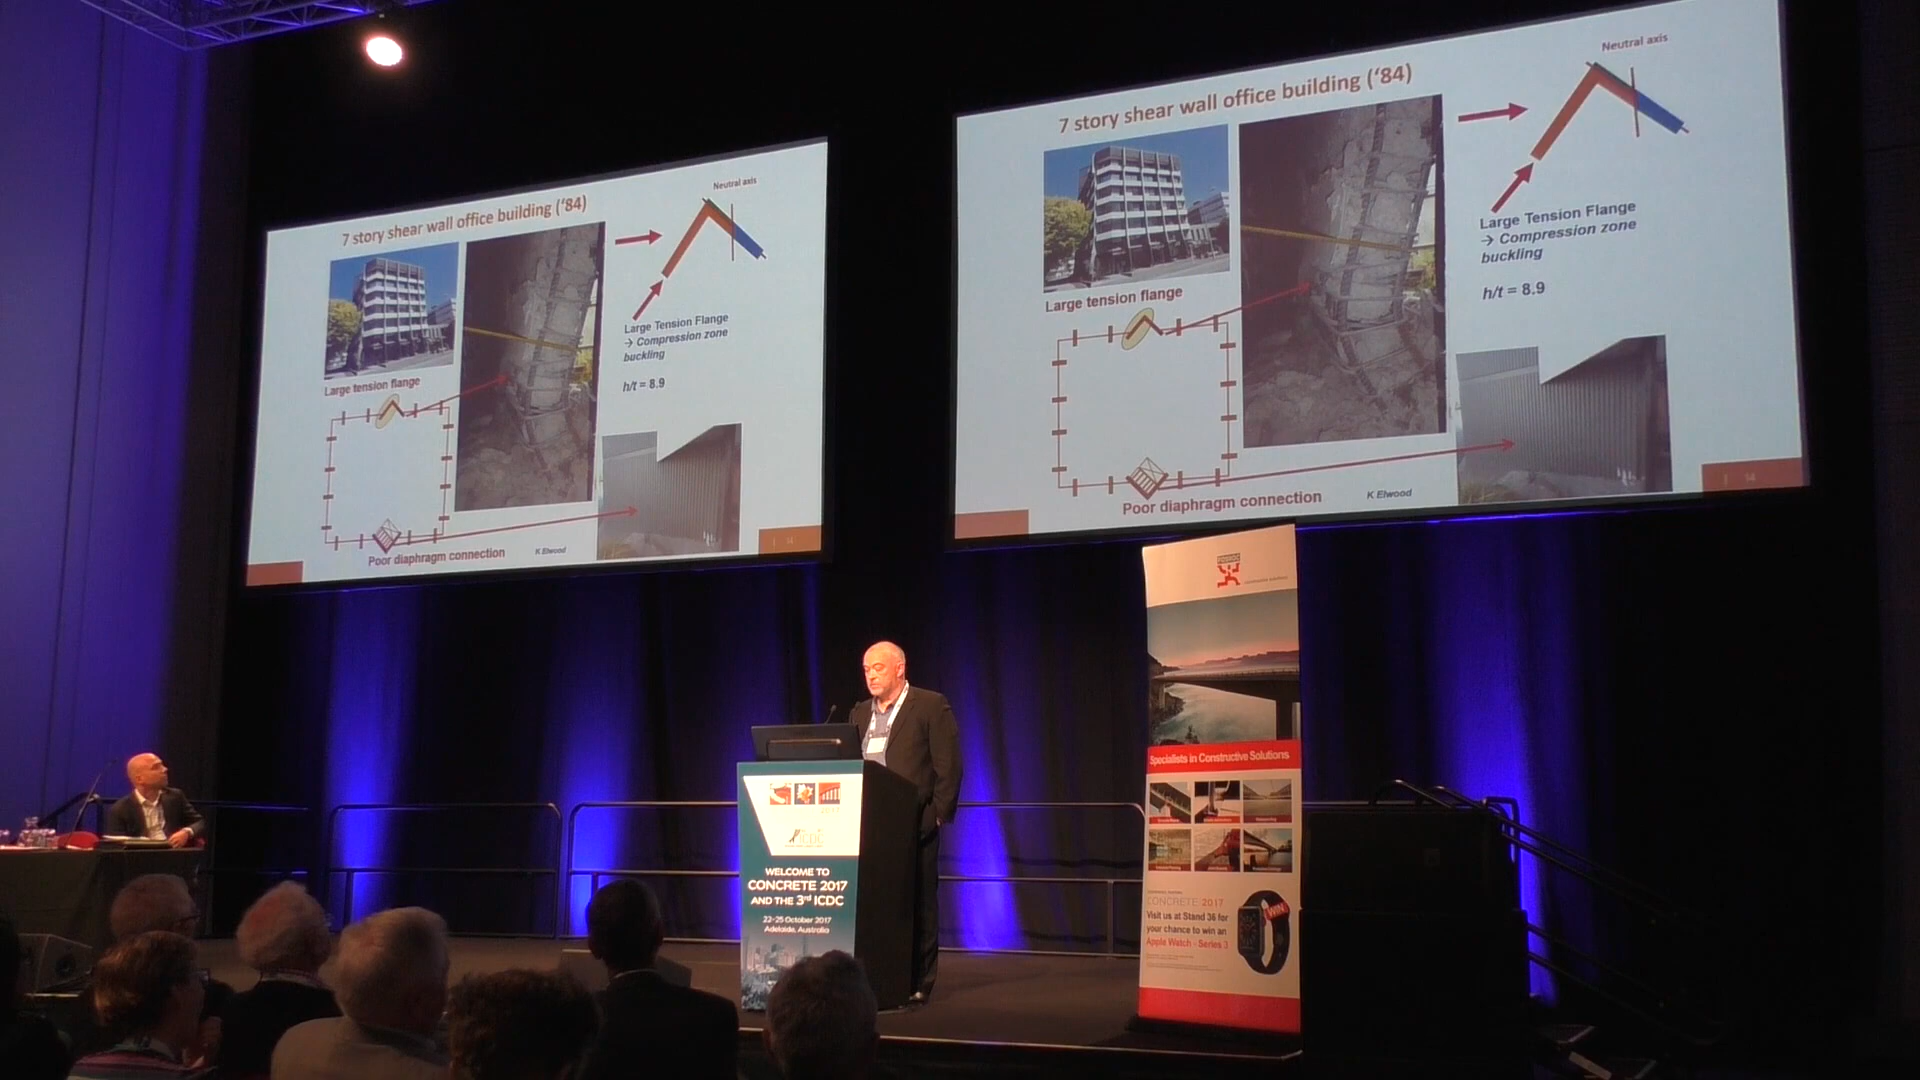 7 story shear wall office building (‘84)
Neutral axis
Large Tension Flange
→ Compression zone
buckling
h/t = 8.9
Large tension flange
Poor diaphragm connection
K Elwood
14
7 story shear wall office building (‘84)
Neutral axis
Large Tension Flange
→ Compression zone
buckling
h/t = 8.9
Large tension flange
Poor diaphragm connection
K Elwood
14
WELCOME TO
CONCRETE 2017
AND THE 3rd ICDC
22-25 October 2017
Adelaide, Australia
Specialists in Constructive Solutions
CONCRETE 2017
Visit us at Stand 36 for
your chance to win an
Apple Watch - Series 3
WIN